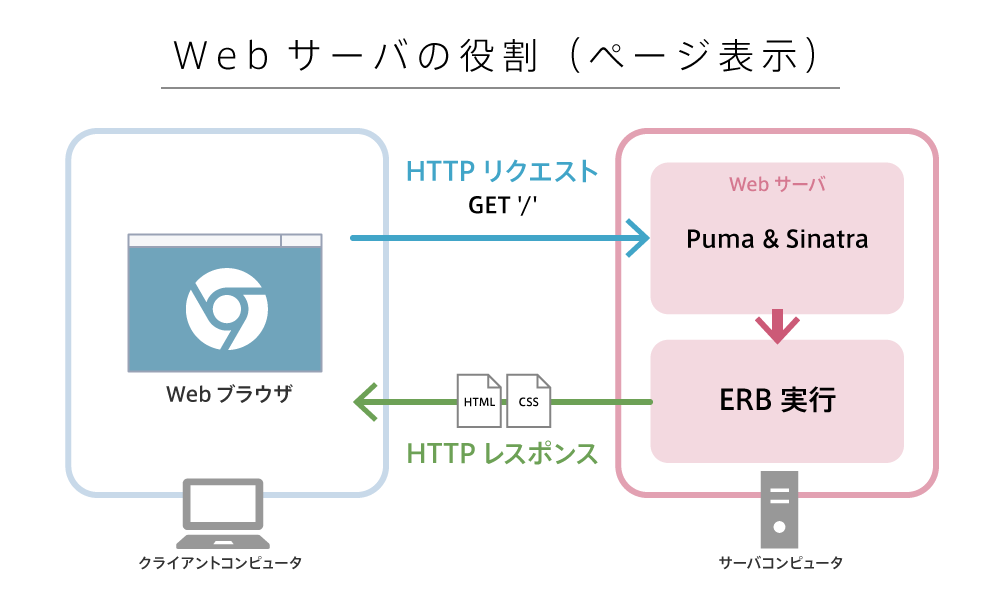 Webサーバの役割（ページ表示）
HTTP リクエスト
GET '/'
Web サーバ
Puma & Sinatra
Web ブラウザ
HTML
CSS
ERB 実行
HTTP レスポンス
クライアントコンピュータ
サーバコンピュータ